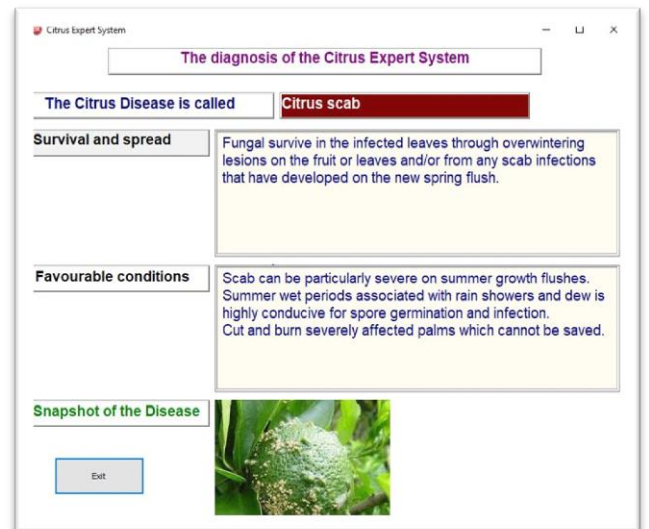 Citrus Expert System
The diagnosis of the Citrus Expert System
The Citrus Disease is called
Citrus scab
Survival and spread
Fungal survive in the infected leaves through overwintering
lesions on the fruit or leaves and/or from any scab infections
that have developed on the new spring flush.
Favourable conditions
Scab can be particularly severe on summer growth flushes.
Summer wet periods associated with rain showers and dew is
highly conducive for spore germination and infection.
Cut and burn severely affected palms which cannot be saved.
Snapshot of the Disease
Exit